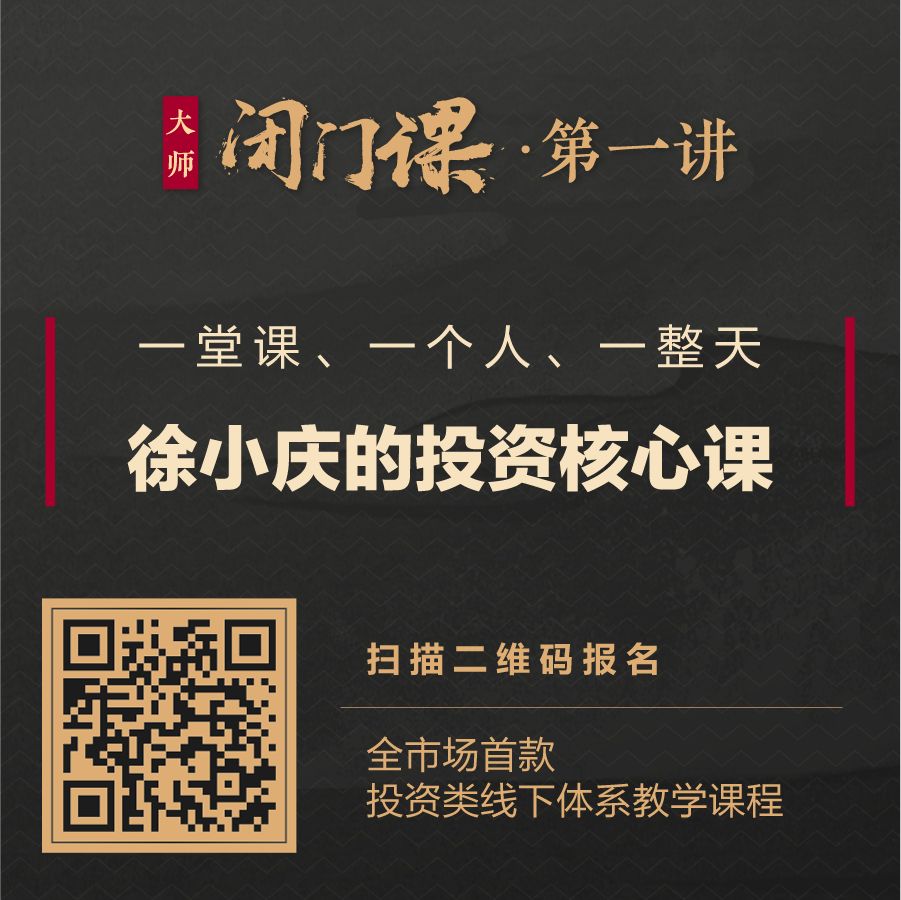 大师 闭门课·第一讲
一堂课、一个人、一整天
徐小庆的投资核心课
扫描二维码报名
全市场首款
投资类线下体系教学课程